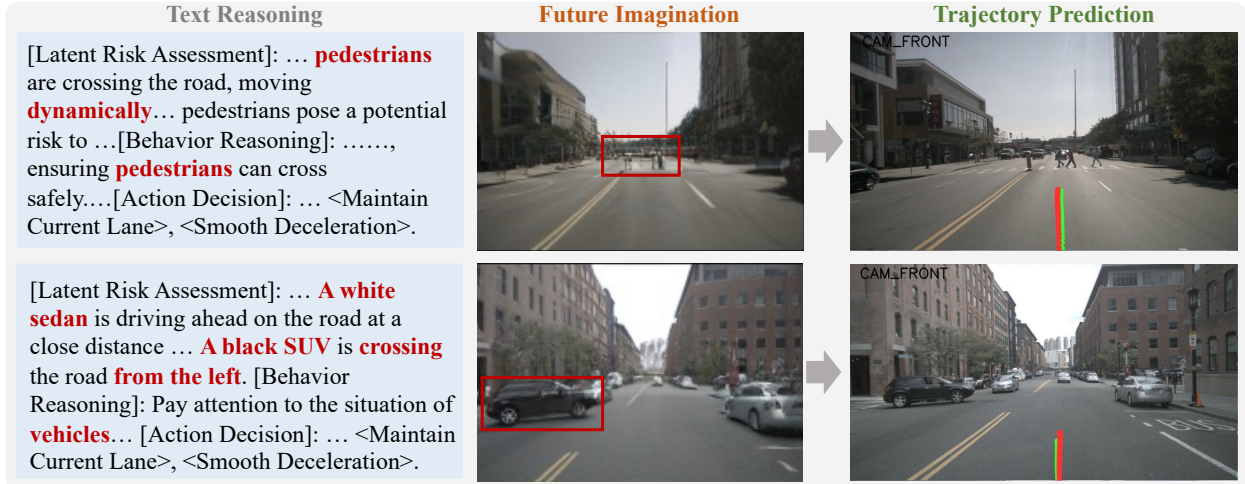 Text Reasoning
Future Imagination
Trajectory Prediction
[Latent Risk Assessment]: … pedestrians
are crossing the road, moving
dynamically… pedestrians pose a potential
risk to …[Behavior Reasoning]: ……,
ensuring pedestrians can cross
safely.…[Action Decision]: … <Maintain
Current Lane>, <Smooth Deceleration>.
CAM_FRONT
[Latent Risk Assessment]: … A white
sedan is driving ahead on the road at a
close distance … A black SUV is crossing
the road from the left. [Behavior
Reasoning]: Pay attention to the situation of
vehicles… [Action Decision]: … <Maintain
Current Lane>, <Smooth Deceleration>.
CAM_FRONT